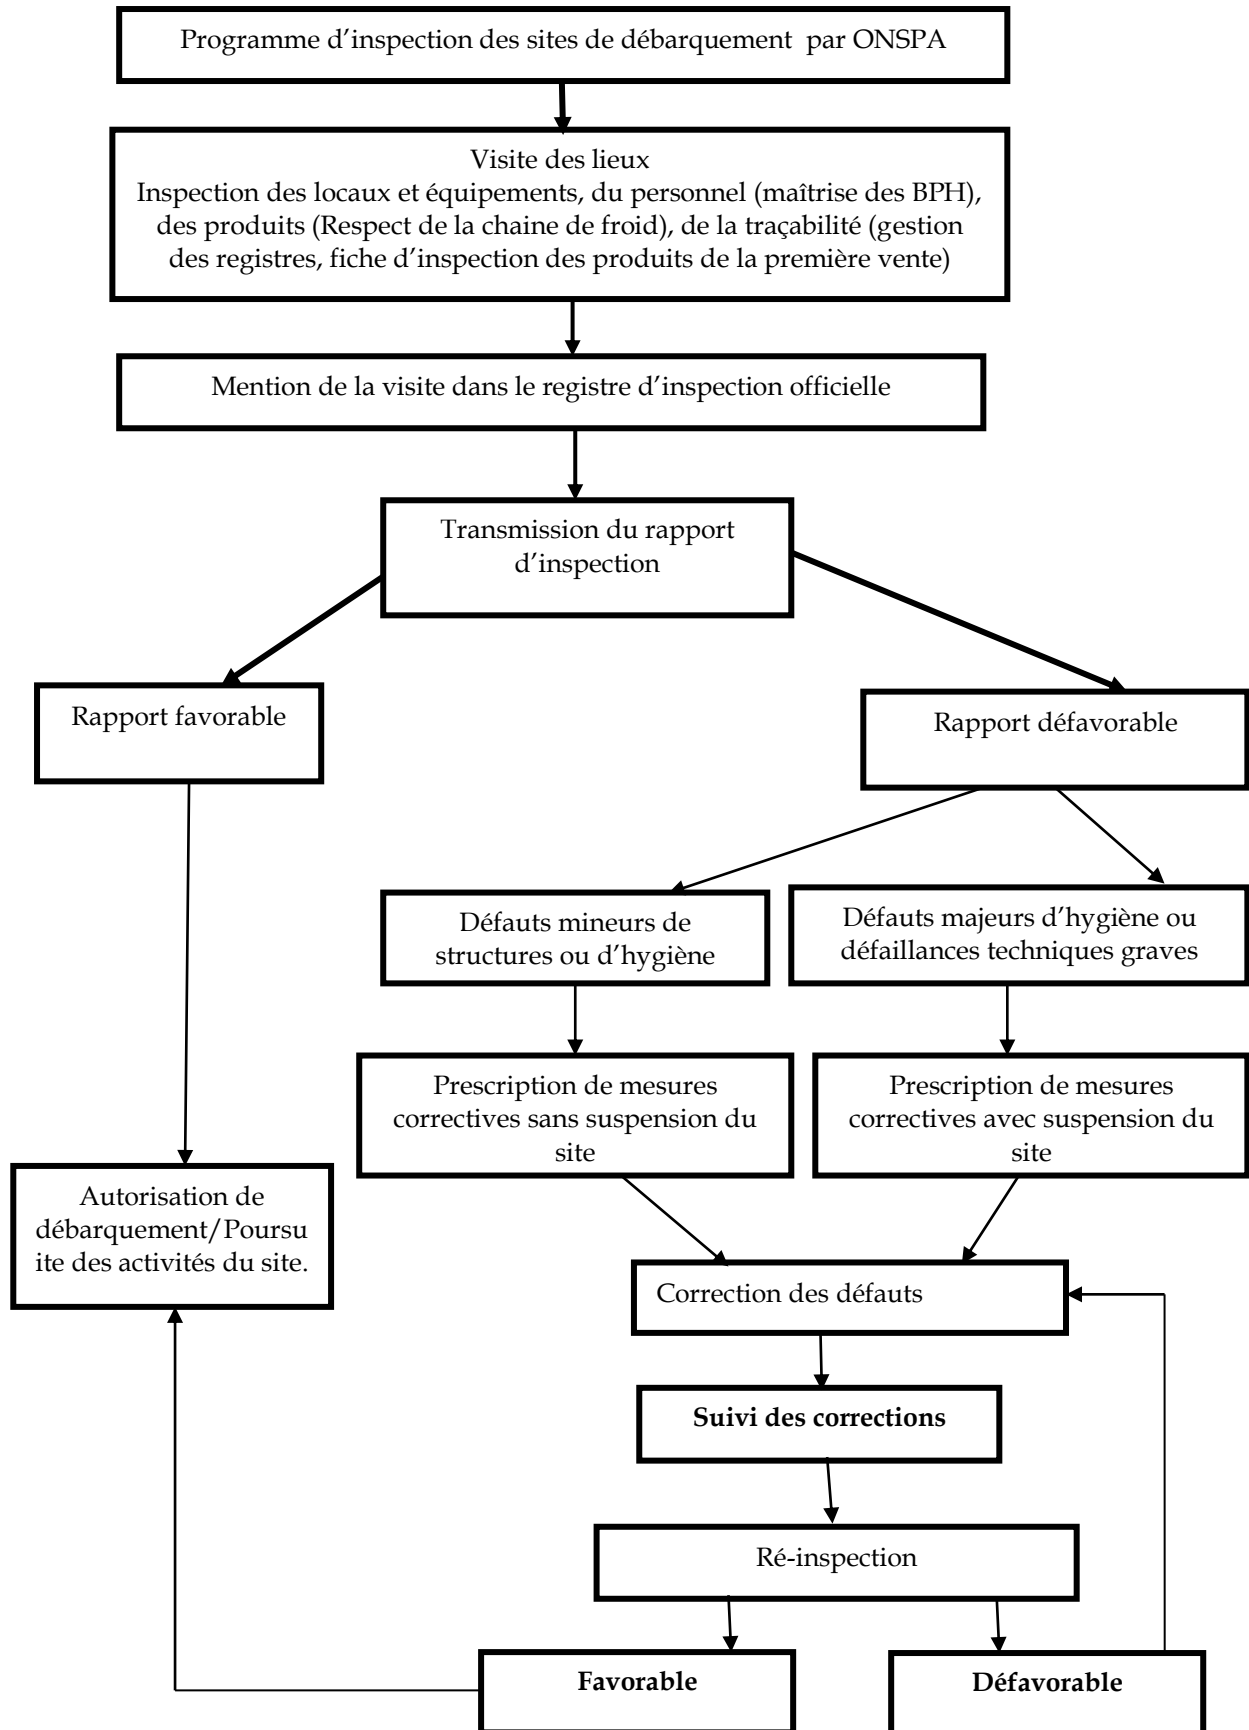 Programme d’inspection des sites de débarquement par ONSPA
Visite des lieux
Inspection des locaux et équipements, du personnel (maîtrise des BPH),
des produits (Respect de la chaine de froid), de la traçabilité (gestion
des registres, fiche d’inspection des produits de la première vente)
Mention de la visite dans le registre d’inspection officielle
Transmission du rapport
d’inspection
Rapport favorable
Rapport défavorable
Défauts mineurs de
structures ou d’hygiène
Défauts majeurs d’hygiène ou
défaillances techniques graves
Prescription de mesures
correctives sans suspension du
site
Prescription de mesures
correctives avec suspension du
site
Autorisation de
débarquement/Poursu
ite des activités du site.
Correction des défauts
Suivi des corrections
Ré-inspection
Favorable
Défavorable